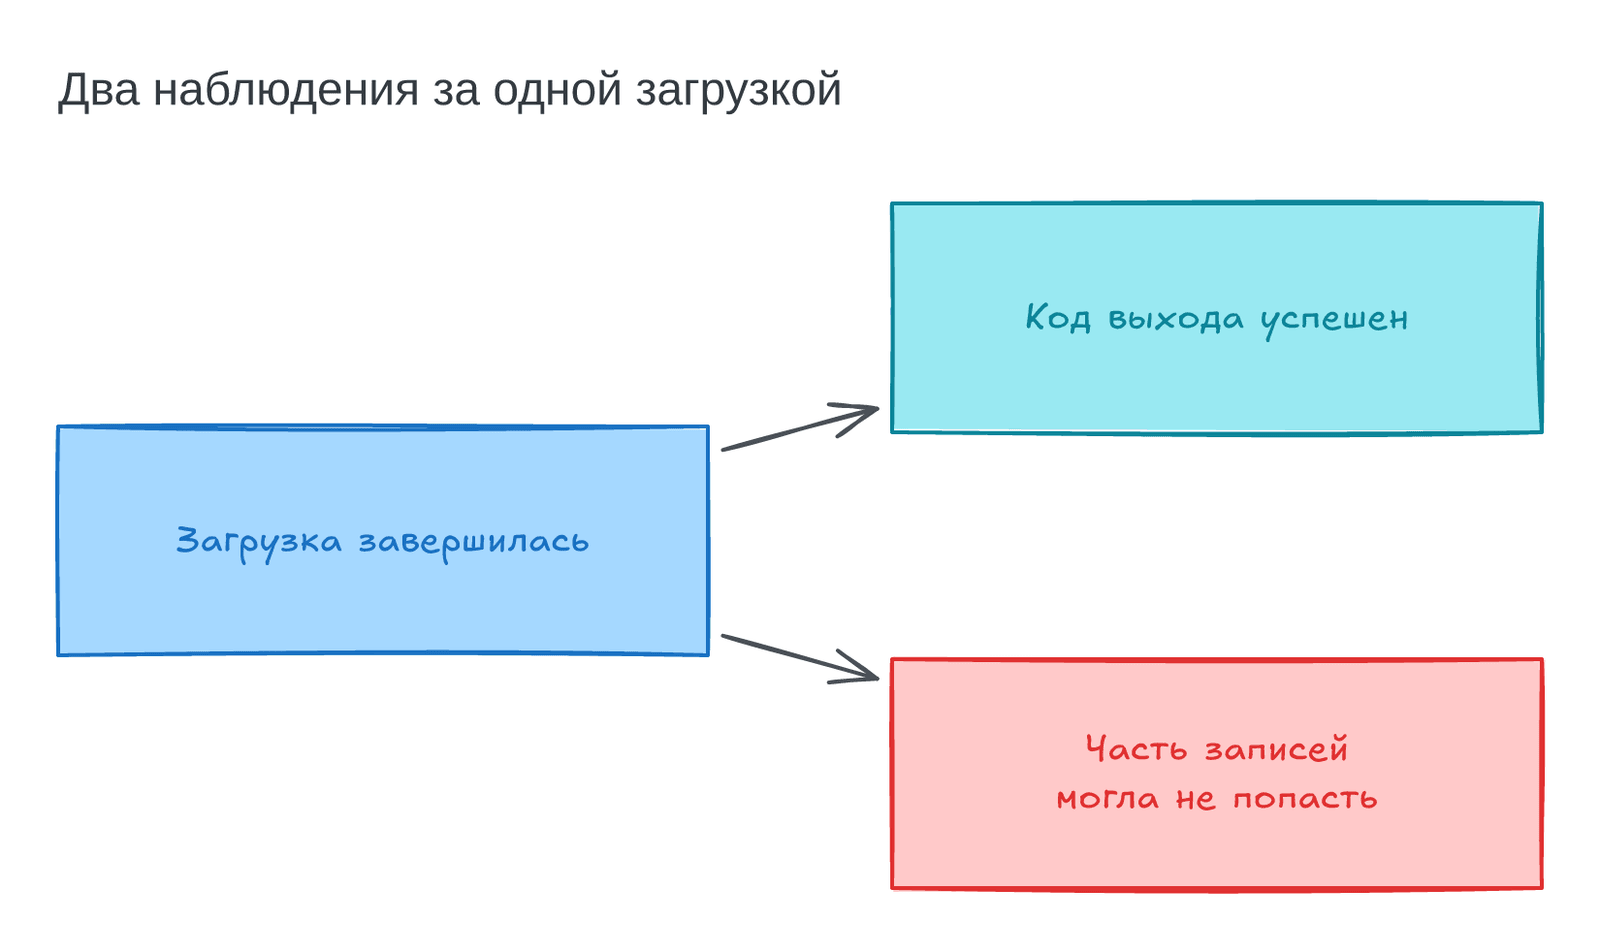 Два наблюдения за одной загрузкой
Код выхода успешен
Загрузка завершилась
Часть записей
могла не попасть